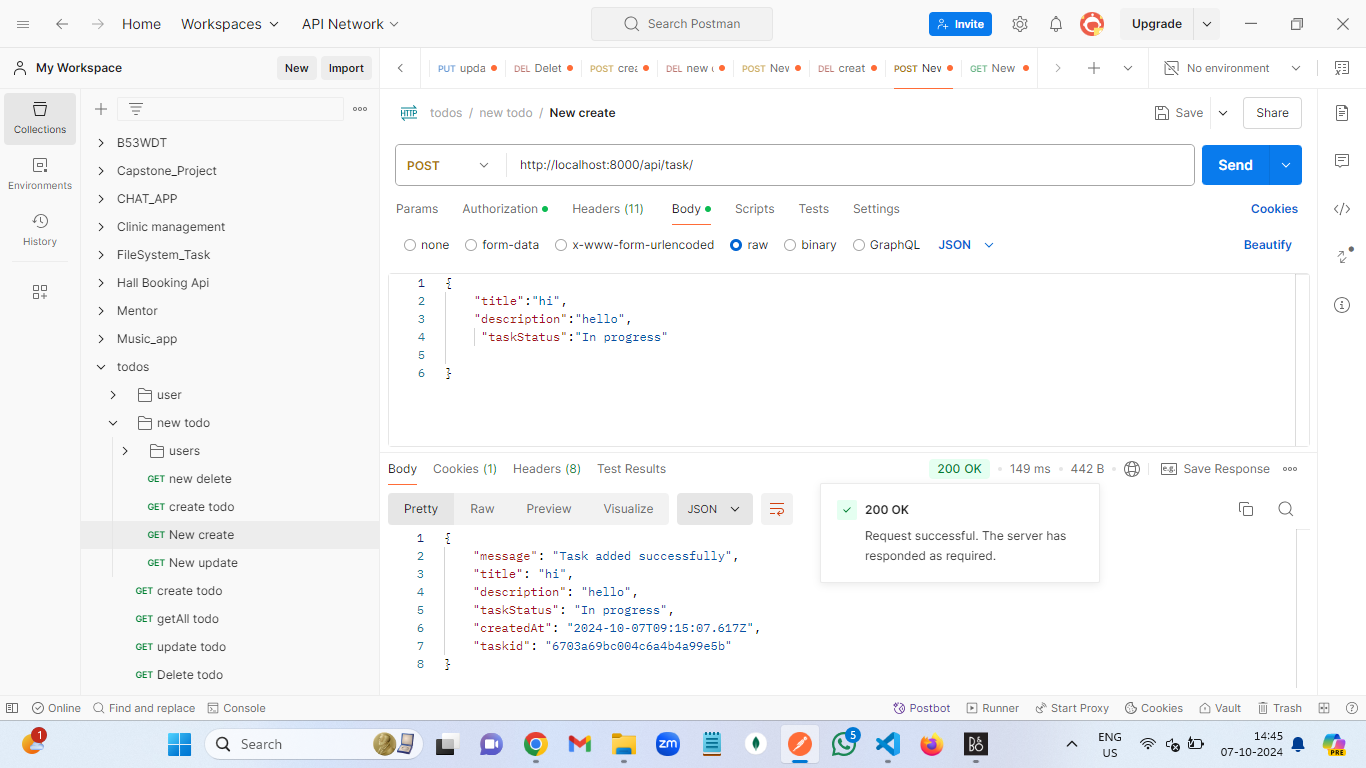 Home Workspaces API Network Search Postman Invite Upgrade
My Workspace New Import PUT upda DEL Delet POST crea DEL new POST Nev DEL creat POST Nev GET New No environment
Collections
Environments
History
B53WDT
Capstone_Project
CHAT_APP
Clinic management
FileSystem_Task
Hall Booking Api
Mentor
Music_app
todos
user
new todo
users
GET new delete
GET create todo
GET New create
GET New update
GET create todo
GET getAll todo
GET update todo
GET Delete todo
HTTP todos / new todo / New create Save Share
POST http://localhost:8000/api/task/ Send
Params Authorization Headers (11) Body Scripts Tests Settings Cookies
none form-data x-www-form-urlencoded raw binary GraphQL JSON Beautify
1 {
2 "title":"hi",
3 "description":"hello",
4 "taskStatus":"In progress"
5
6 }
Body Cookies (1) Headers (8) Test Results 200 OK 149 ms 442 B e.g. Save Response
Pretty Raw Preview Visualize JSON
200 OK
Request successful. The server has
responded as required.
1 {
2 "message": "Task added successfully",
3 "title": "hi",
4 "description": "hello",
5 "taskStatus": "In progress",
6 "createdAt": "2024-10-07T09:15:07.617Z",
7 "taskid": "6703a69bc004c6a4b4a99e5b"
8 }
Online Find and replace Console Postbot Runner Start Proxy Cookies Vault Trash
1 Search zm 5 ENG
US 14:45
07-10-2024 PRE